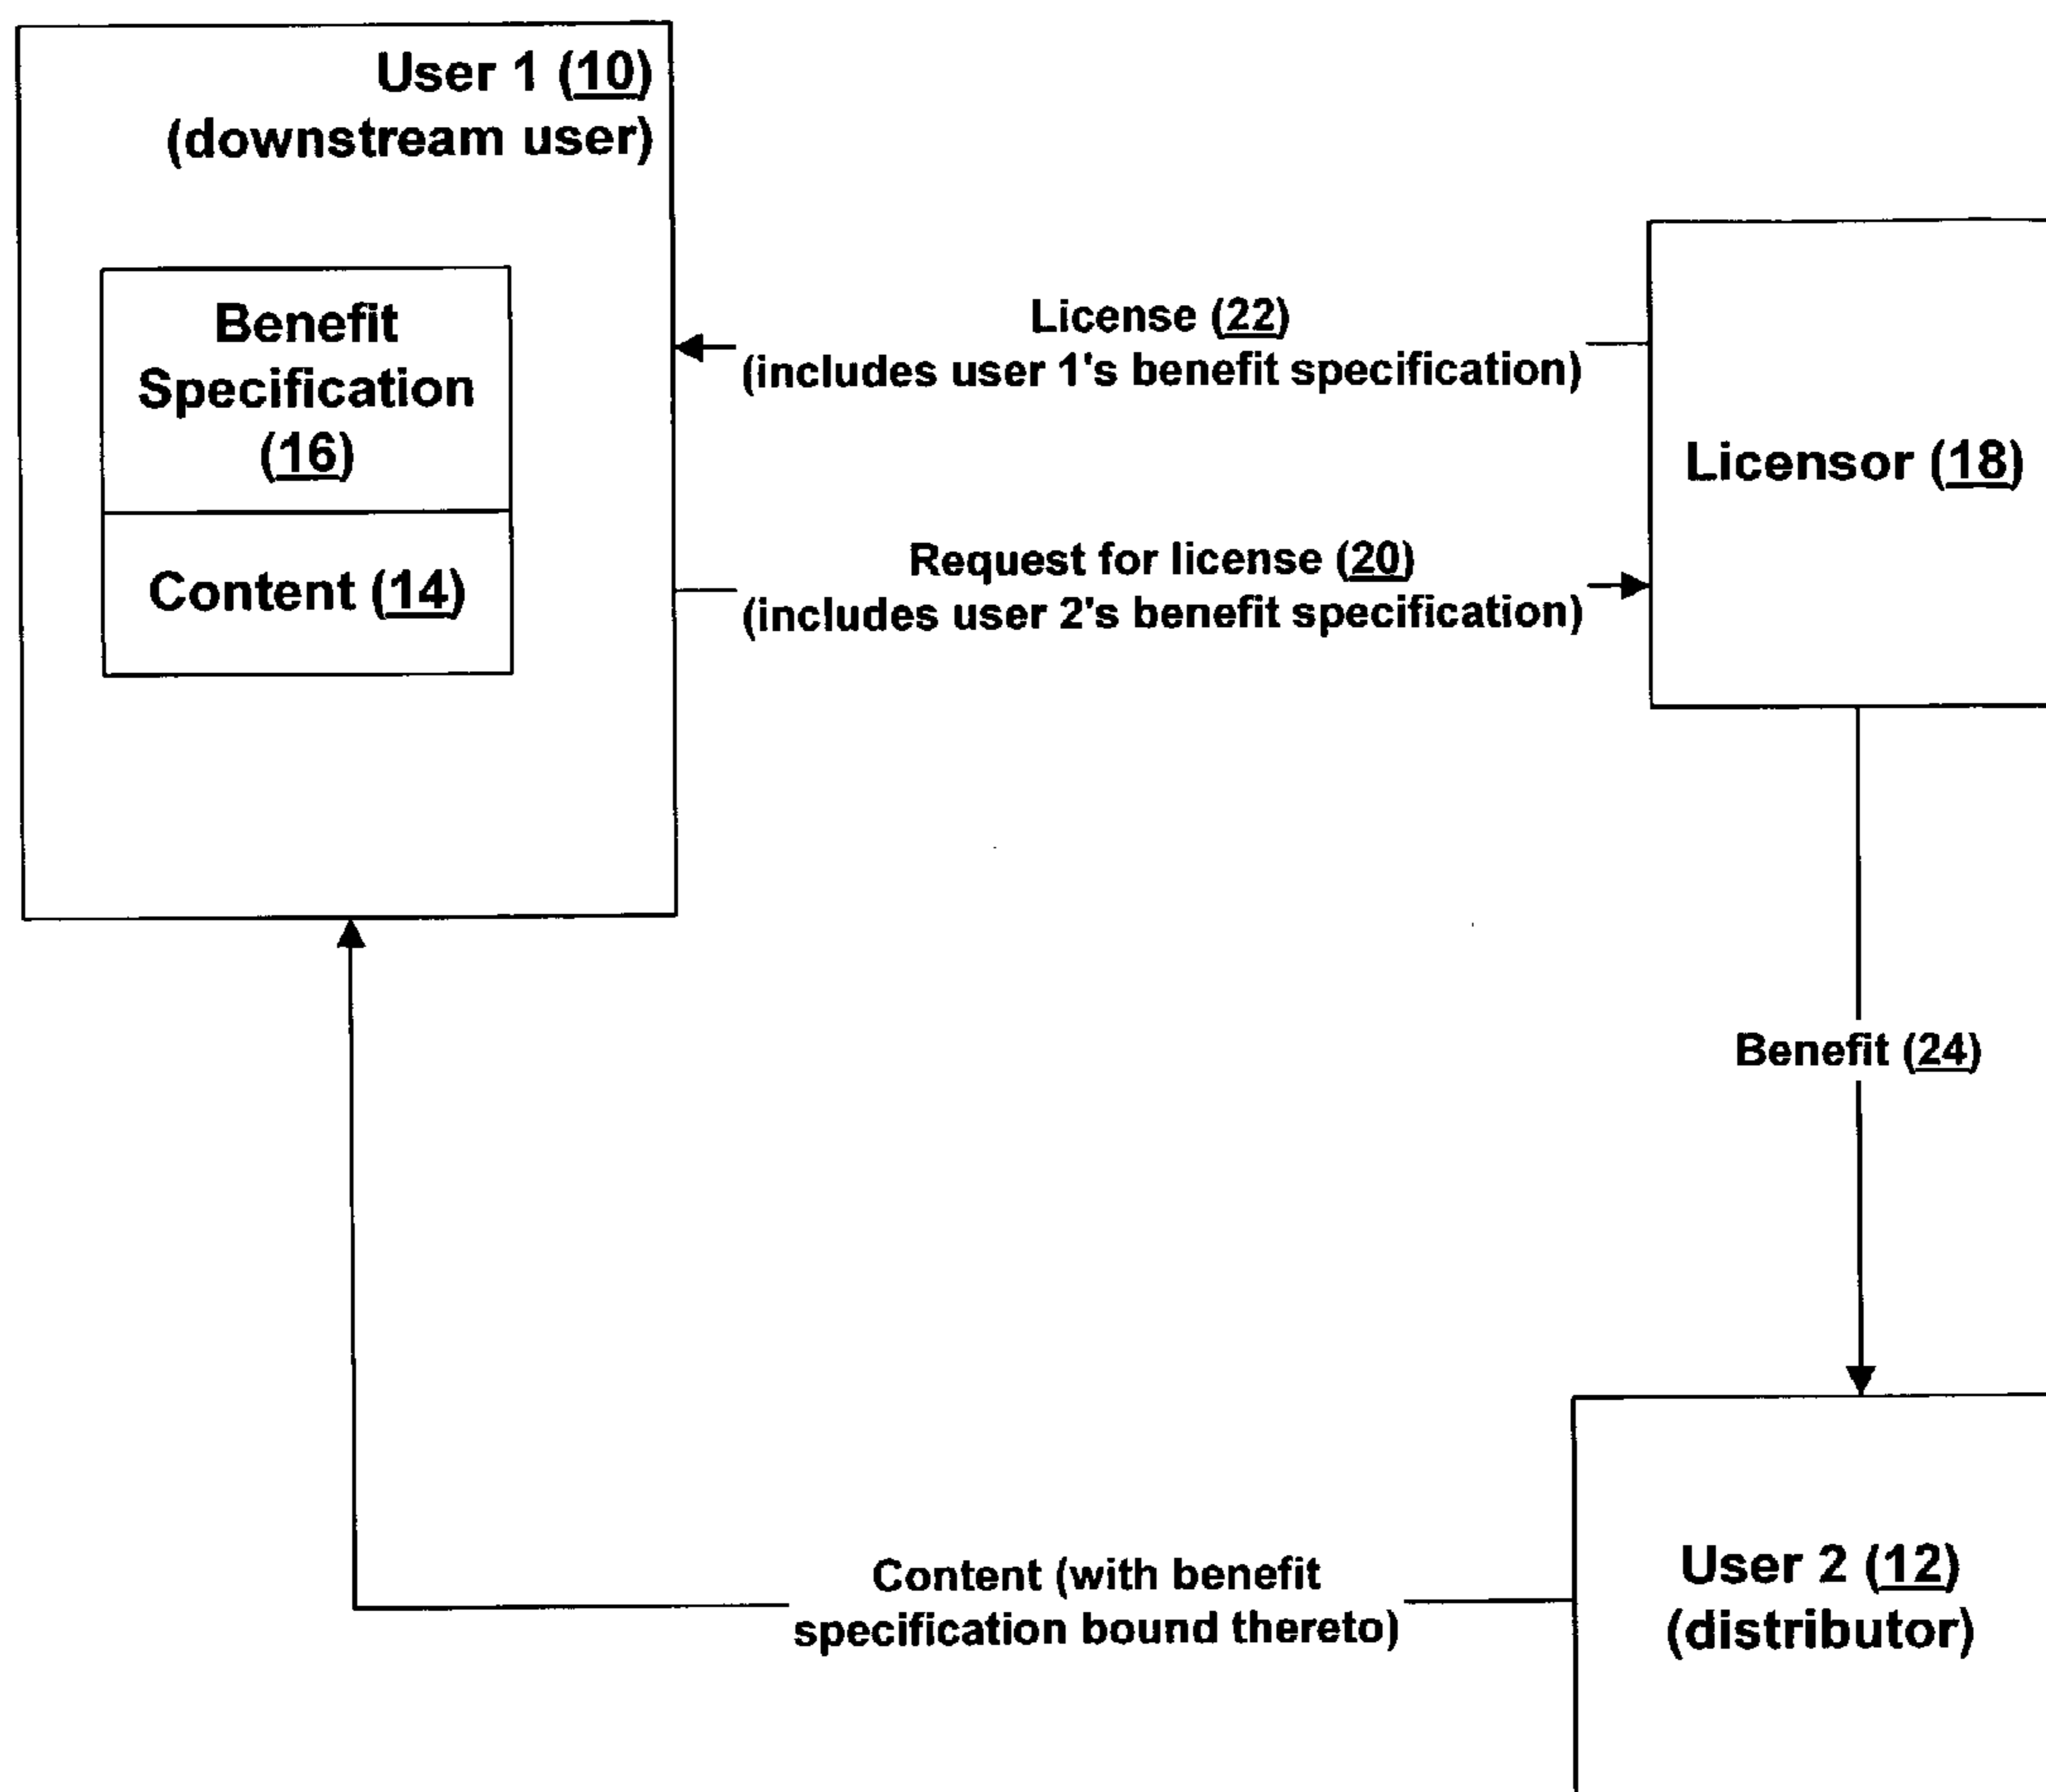 User 1 (10)
(downstream user)
Benefit
Specification
(16)
Content (14)
License (22)
(includes user 1's benefit specification)
Request for license (20)
(includes user 2's benefit specification)
Licensor (18)
Benefit (24)
Content (with benefit
specification bound thereto)
User 2 (12)
(distributor)